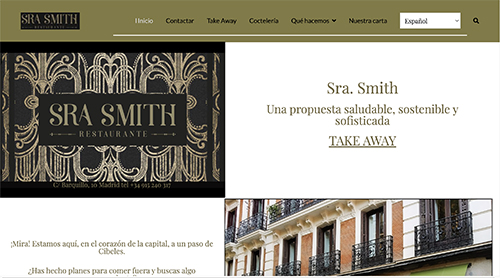 SRA SMITH
RESTAURANTE
Inicio Contactar Take Away Coctelería Qué hacemos Nuestra carta Español
SRA SMITH
RESTAURANTE
C/ Barquillo, 10 Madrid tel +34 915 240 317
Sra. Smith
Una propuesta saludable, sostenible y
sofisticada
TAKE AWAY
¡Mira! Estamos aquí, en el corazón de la capital, a un paso de
Cibeles.
¿Has hecho planes para comer fuera y buscas algo